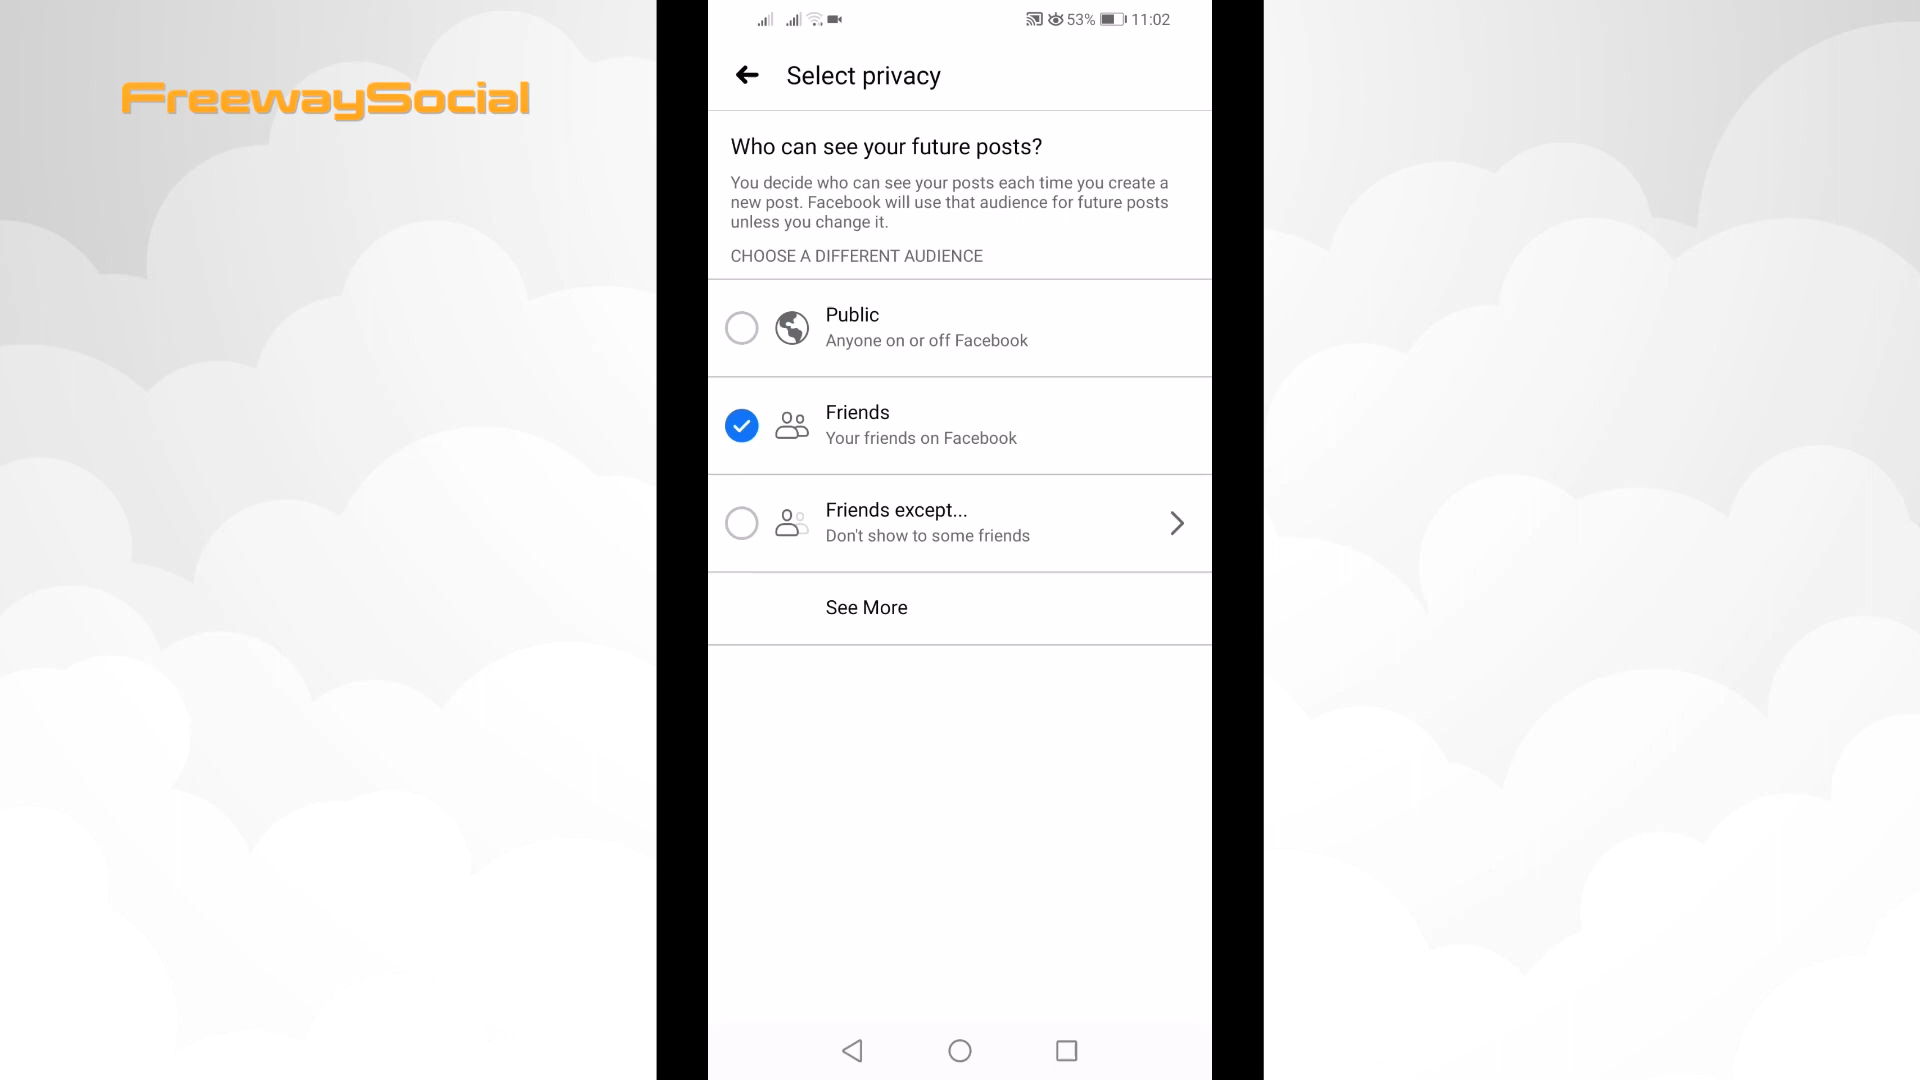 FreewaySocial
53% 11:02
Select privacy
Who can see your future posts?
You decide who can see your posts each time you create a
new post. Facebook will use that audience for future posts
unless you change it.
CHOOSE A DIFFERENT AUDIENCE
Public
Anyone on or off Facebook
Friends
Your friends on Facebook
Friends except...
Don't show to some friends
See More